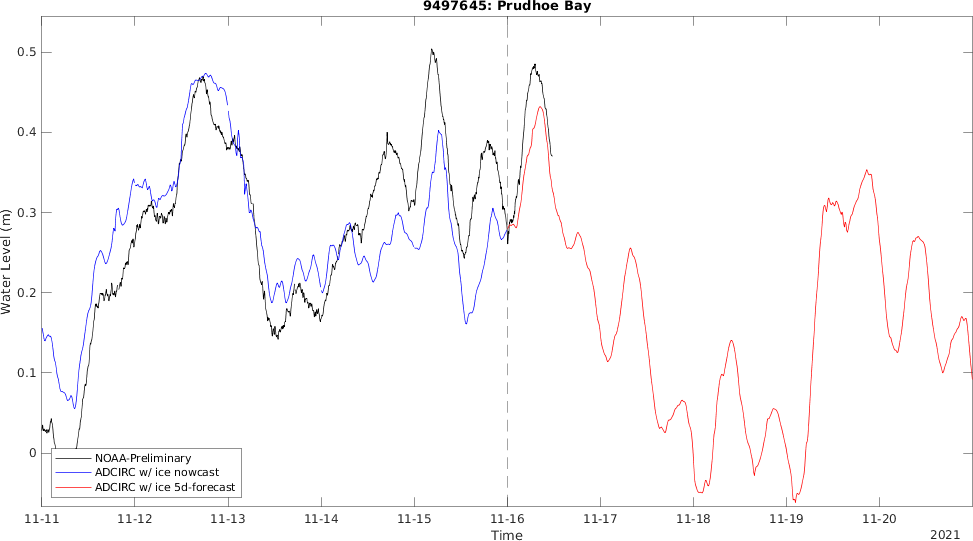 9497645: Prudhoe Bay
Water Level (m)
0.5
0.4
0.3
0.2
0.1
0
NOAA-Preliminary
ADCIRC w/ ice nowcast
ADCIRC w/ ice 5d-forecast
11-11 11-12 11-13 11-14 11-15 11-16 11-17 11-18 11-19 11-20
Time
2021